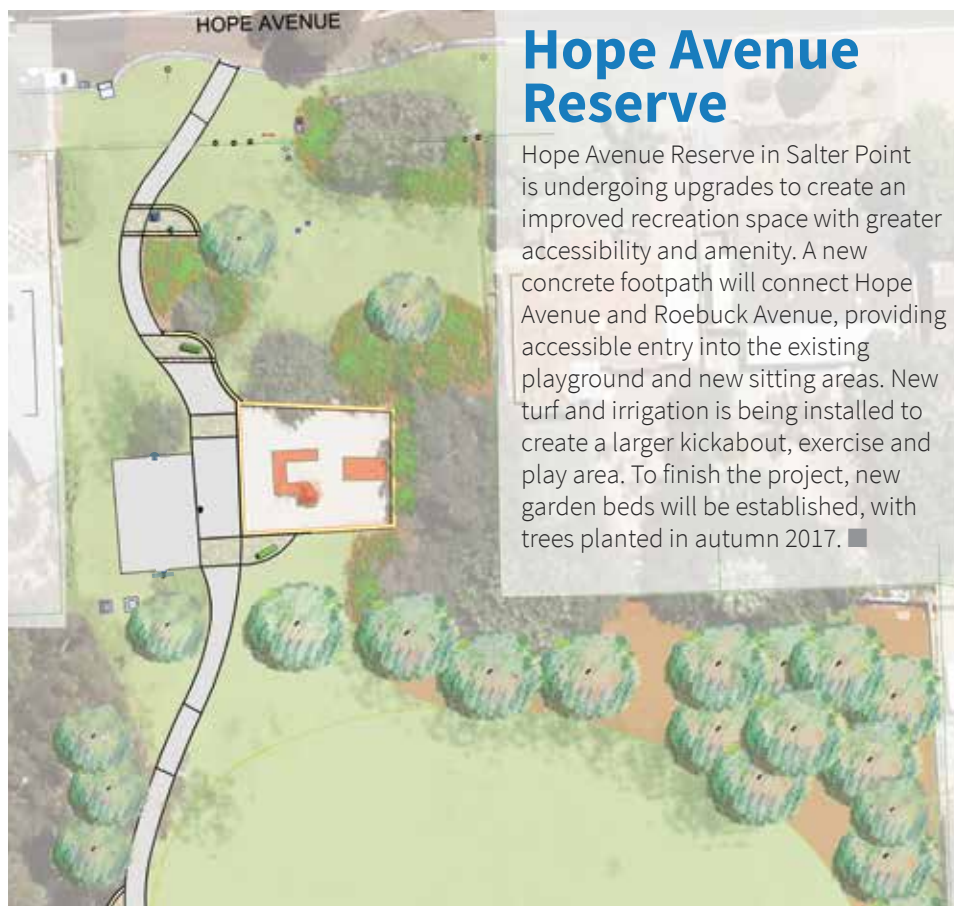 HOPE AVENUE
Hope Avenue
Reserve
Hope Avenue Reserve in Salter Point
is undergoing upgrades to create an
improved recreation space with greater
accessibility and amenity. A new
concrete footpath will connect Hope
Avenue and Roebuck Avenue, providing
accessible entry into the existing
playground and new sitting areas. New
turf and irrigation is being installed to
create a larger kickabout, exercise and
play area. To finish the project, new
garden beds will be established, with
trees planted in autumn 2017. ■